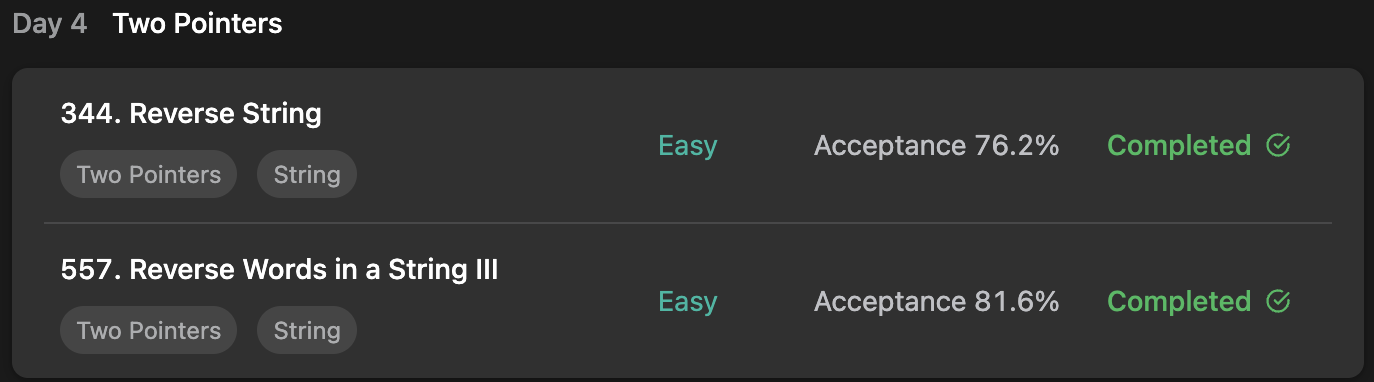 Day 4 Two Pointers
344. Reverse String
Two Pointers String
Easy Acceptance 76.2% Completed
557. Reverse Words in a String III
Two Pointers String
Easy Acceptance 81.6% Completed